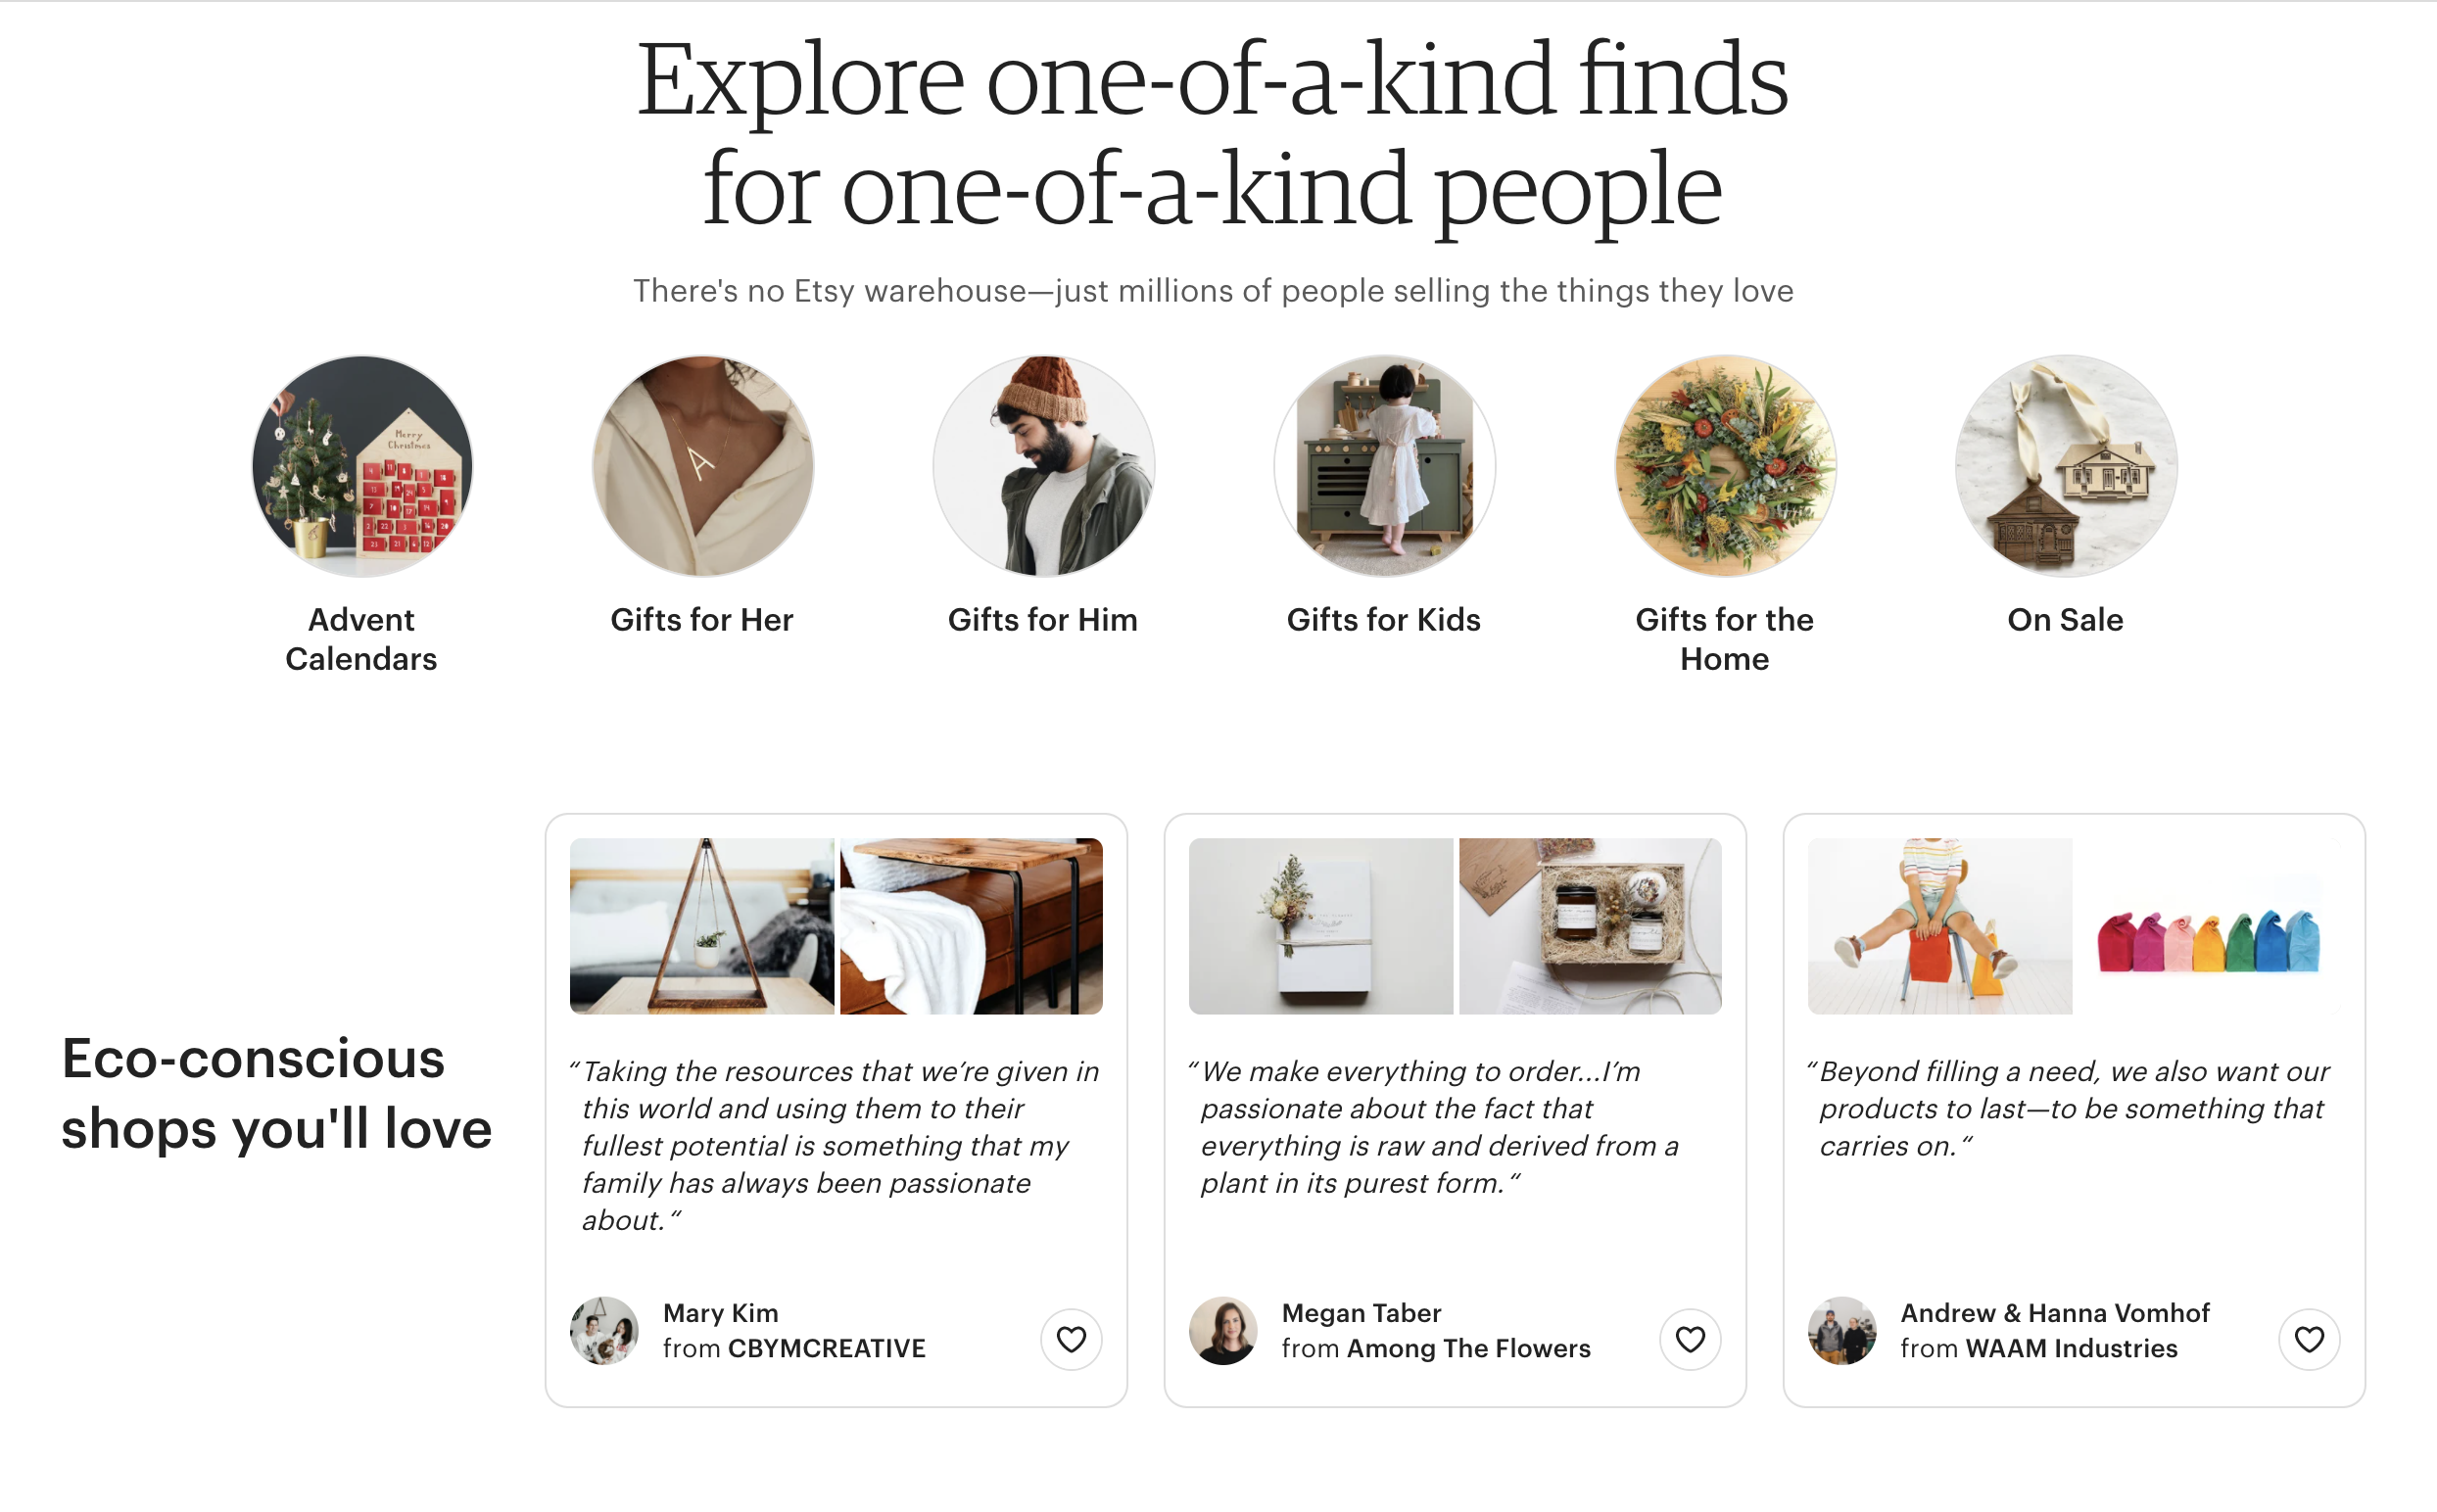 Explore one-of-a-kind finds
for one-of-a-kind people
There's no Etsy warehouse—just millions of people selling the things they love
Merry
Christmas
Advent
Calendars
A
Gifts for Her
Gifts for Him
Gifts for Kids
Gifts for the
Home
On Sale
Eco-conscious
shops you'll love
“Taking the resources that we’re given in
this world and using them to their
fullest potential is something that my
family has always been passionate
about.“
Mary Kim
from CBYMCREATIVE
“We make everything to order...I’m
passionate about the fact that
everything is raw and derived from a
plant in its purest form.“
Megan Taber
from Among The Flowers
“Beyond filling a need, we also want our
products to last—to be something that
carries on.“
Andrew & Hanna Vomhof
from WAAM Industries